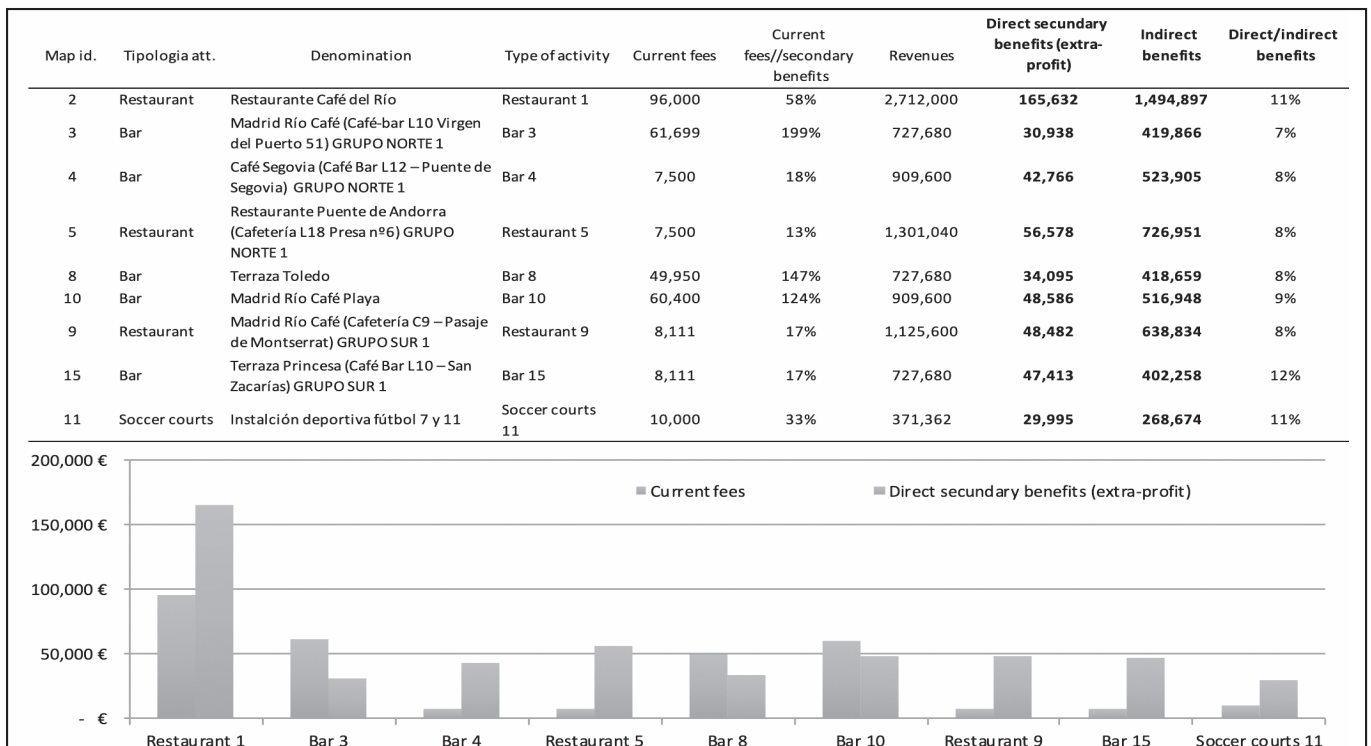 Map id. Tipologia att. Denomination Type of activity Current fees Current fees//secondary benefits Revenues Direct secundary benefits (extra-profit) Indirect benefits Direct/indirect benefits
2 Restaurant Restaurante Café del Río Restaurant 1 96,000 58% 2,712,000 165,632 1,494,897 11%
3 Bar Madrid Río Café (Café-bar L10 Virgen del Puerto 51) GRUPO NORTE 1 Bar 3 61,699 199% 727,680 30,938 419,866 7%
4 Bar Café Segovia (Café Bar L12 – Puente de Segovia) GRUPO NORTE 1 Bar 4 7,500 18% 909,600 42,766 523,905 8%
5 Restaurant Restaurante Puente de Andorra (Cafetería L18 Presa nº6) GRUPO NORTE 1 Restaurant 5 7,500 13% 1,301,040 56,578 726,951 8%
8 Bar Terraza Toledo Bar 8 49,950 147% 727,680 34,095 418,659 8%
10 Bar Madrid Río Café Playa Bar 10 60,400 124% 909,600 48,586 516,948 9%
9 Restaurant Madrid Río Café (Cafetería C9 – Pasaje de Montserrat) GRUPO SUR 1 Restaurant 9 8,111 17% 1,125,600 48,482 638,834 8%
15 Bar Terraza Princesa (Café Bar L10 – San Zacarías) GRUPO SUR 1 Bar 15 8,111 17% 727,680 47,413 402,258 12%
11 Soccer courts Instalción deportiva fútbol 7 y 11 Soccer courts 11 10,000 33% 371,362 29,995 268,674 11%
200,000 €
Current fees Direct secundary benefits (extra-profit)
150,000 €
100,000 €
50,000 €
- €
Restaurant 1 Bar 3 Bar 4 Restaurant 5 Bar 8 Bar 10 Restaurant 9 Bar 15 Soccer courts 11